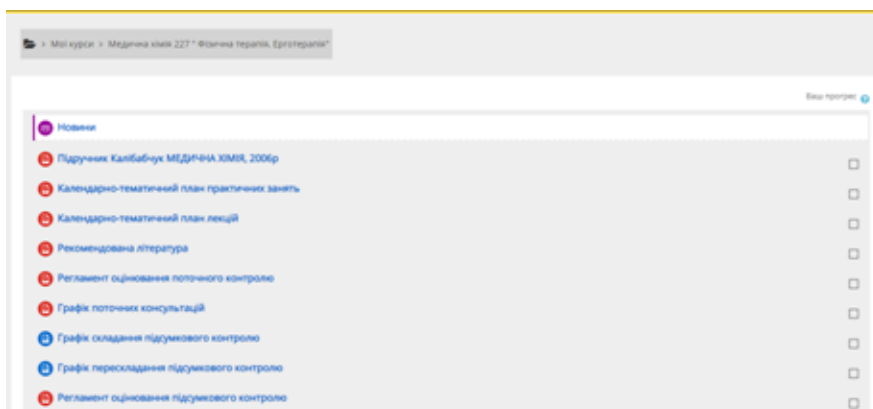 > Мої курси > Медична хімія 227 " Фізична терапія. Ерготерапія"
Ваш прогрес
Новини
Підручник Калібабчук МЕДИЧНА ХІМІЯ, 2006р
Календарно-тематичний план практичних занять
Календарно-тематичний план лекцій
Рекомендована література
Регламент оцінювання поточного контролю
Графік поточних консультацій
Графік складання підсумкового контролю
Графік перескладання підсумкового контролю
Регламент оцінювання підсумкового контролю